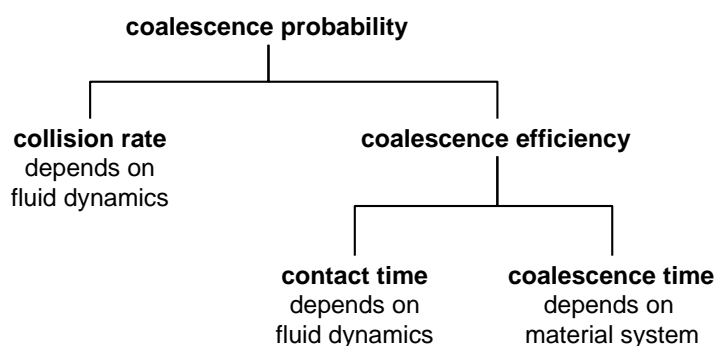 coalescence probability
collision rate
depends on
fluid dynamics
coalescence efficiency
contact time
depends on
fluid dynamics
coalescence time
depends on
material system